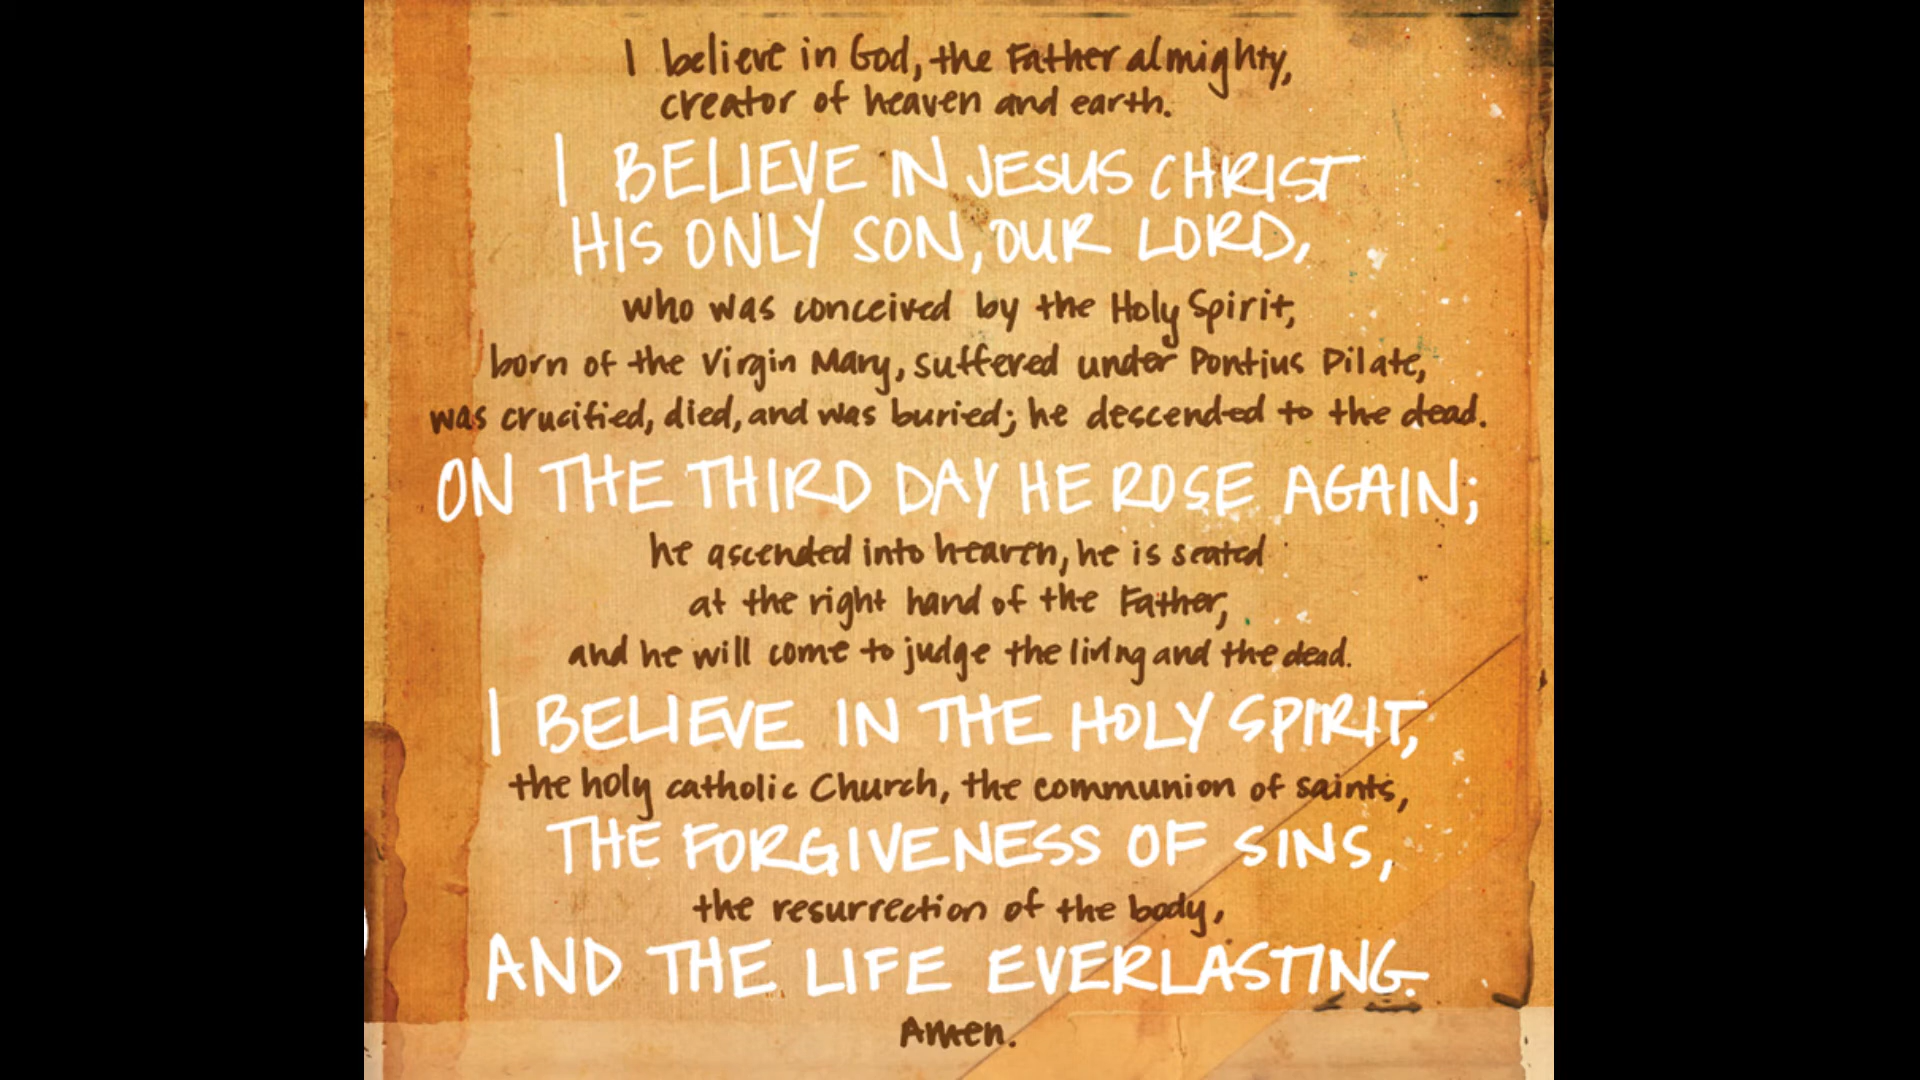 I believe in God, the Father almighty,
creator of heaven and earth.
I BELIEVE IN JESUS CHRIST
HIS ONLY SON, OUR LORD,
who was conceived by the Holy Spirit,
born of the Virgin Mary, suffered under Pontius Pilate,
was crucified, died, and was buried; he descended to the dead.
ON THE THIRD DAY HE ROSE AGAIN;
he ascended into heaven, he is seated
at the right hand of the Father,
and he will come to judge the living and the dead.
I BELIEVE IN THE HOLY SPIRIT,
the holy catholic Church, the communion of saints,
THE FORGIVENESS OF SINS,
the resurrection of the body,
AND THE LIFE EVERLASTING.
Amen.